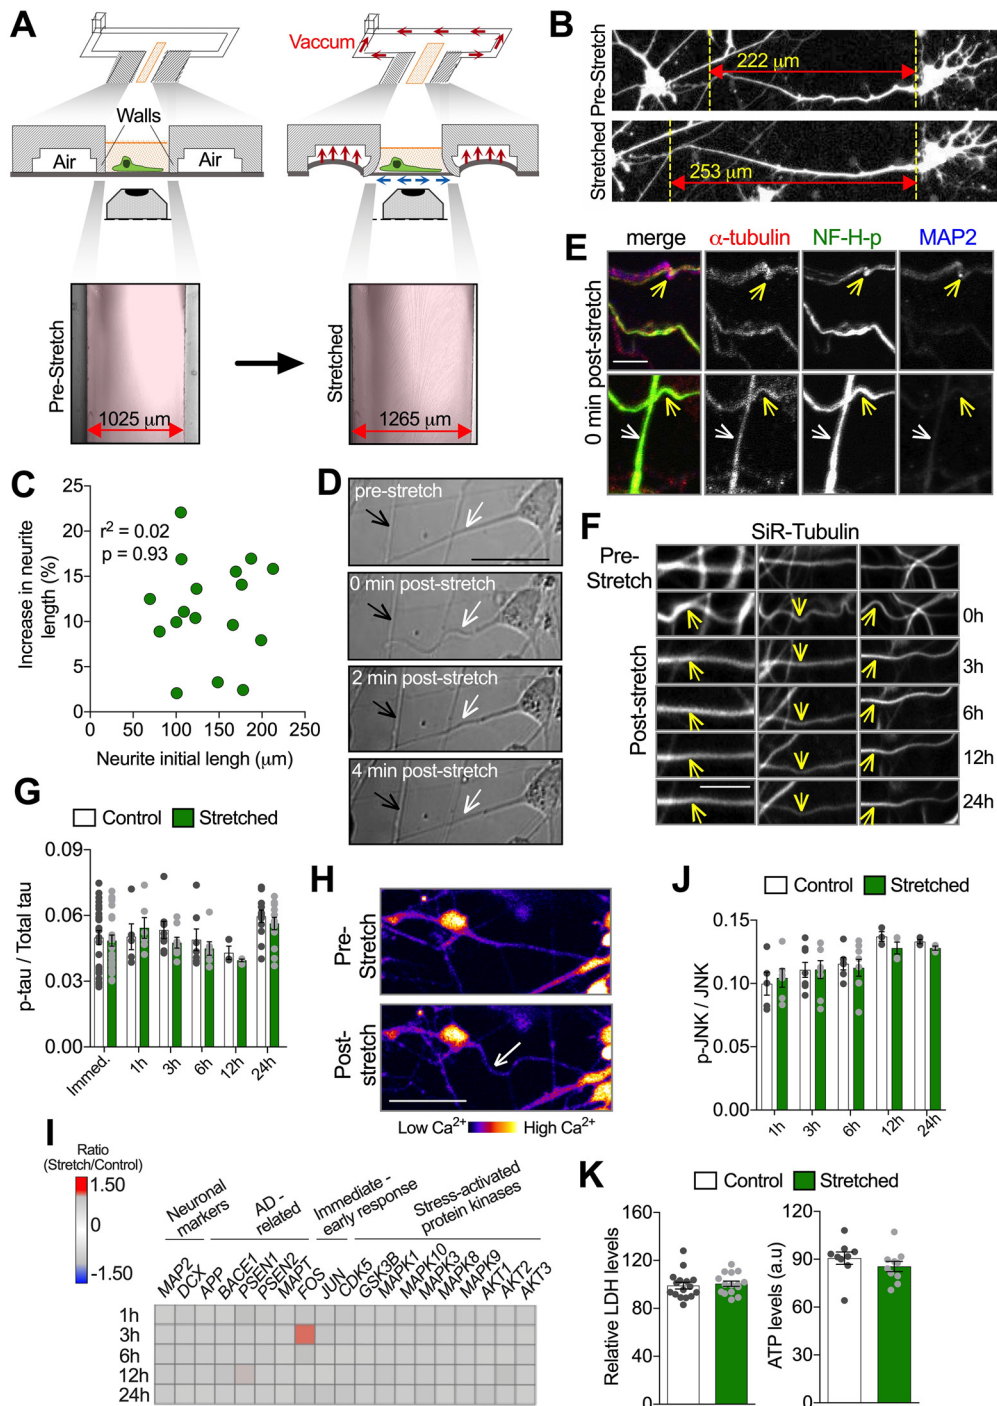 A
Vaccum
Walls
Air
Air
Pre-Stretch
1025 μm
Stretched
1265 μm
B
Pre-Stretch
222 μm
Stretched
253 μm
C
Increase in neurite
length (%)
25
20
15
10
5
0
r² = 0.02
p = 0.93
0 50 100 150 200 250
Neurite initial lengh (μm)
D
pre-stretch
0 min post-stretch
2 min post-stretch
4 min post-stretch
E
merge α-tubulin NF-H-p MAP2
0 min post-stretch
F
SiR-Tubulin
Pre-
Stretch
Post-stretch
0h
3h
6h
12h
24h
G
Control Stretched
p-tau / Total tau
0.09
0.06
0.03
0.00
Immed. 1h 3h 6h 12h 24h
H
Pre-
Stretch
Post-
stretch
Low Ca²⁺ High Ca²⁺
I
Ratio
(Stretch/Control)
1.50
0
-1.50
Neuronal
markers
AD-
related
Immediate-
early response
Stress-activated
protein kinases
MAP2 DCX APP BACE1 PSEN1 PSEN2 MAPT FOS JUN CDK5 GSK3B MAPK1 MAPK10 MAPK3 MAPK8 MAPK9 AKT1 AKT2 AKT3
1h
3h
6h
12h
24h
J
Control Stretched
p-JNK / JNK
0.15
0.10
0.05
0.00
1h 3h 6h 12h 24h
K
Control Stretched
Relative LDH levels
160
120
80
40
0
ATP levels (a.u)
120
90
60
30
0